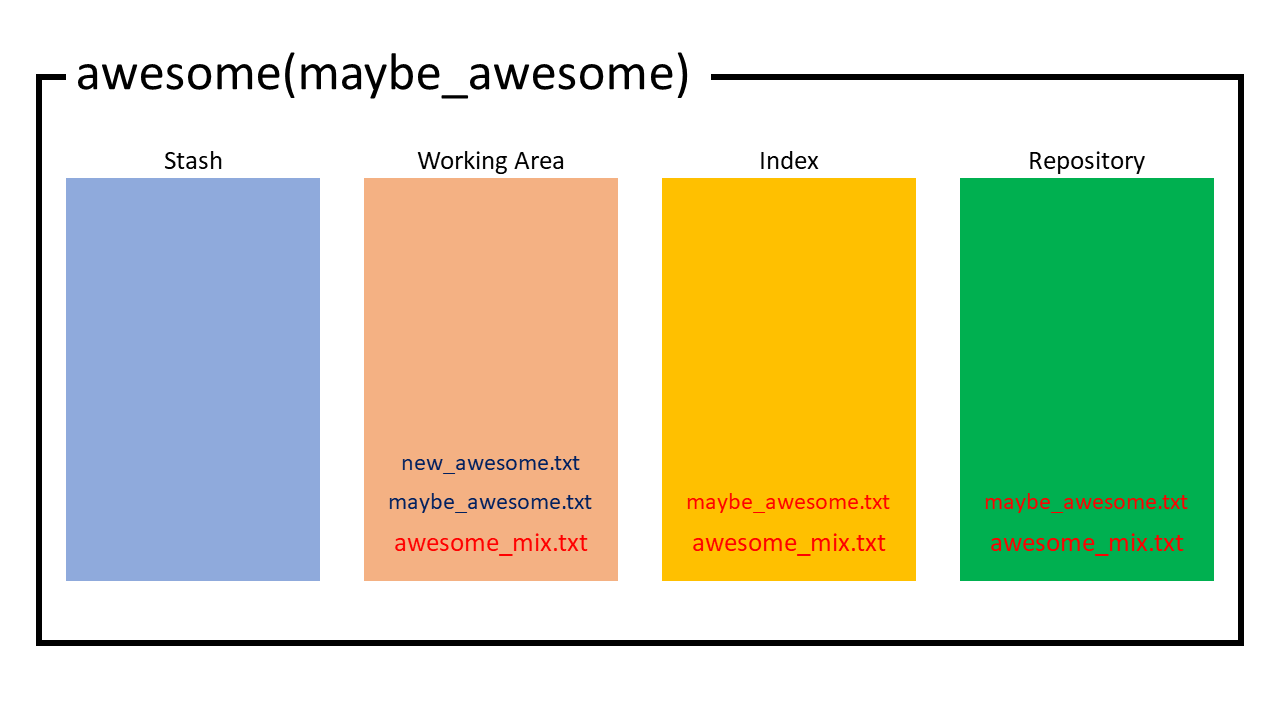 awesome(maybe_awesome)
Stash
Working Area
Index
Repository
new_awesome.txt
maybe_awesome.txt
awesome_mix.txt
maybe_awesome.txt
awesome_mix.txt
maybe_awesome.txt
awesome_mix.txt